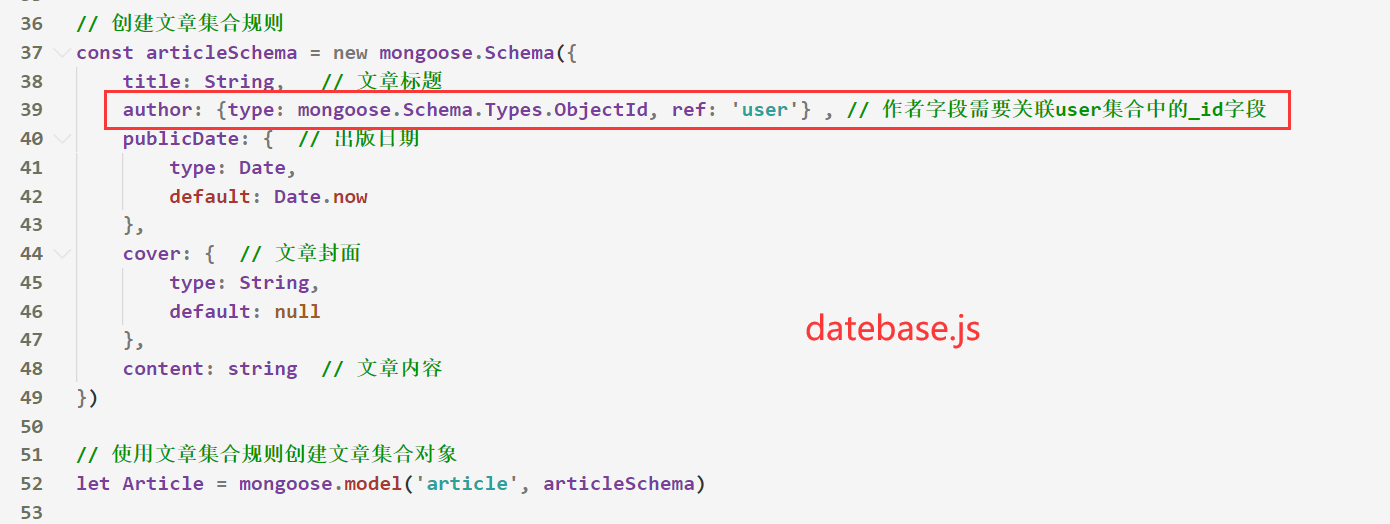 36 // 创建文章集合规则
37 const articleSchema = new mongoose.Schema({
38 title: String, // 文章标题
39 author: {type: mongoose.Schema.Types.ObjectId, ref: 'user'} , // 作者字段需要关联user集合中的_id字段
40 publicDate: { // 出版日期
41 type: Date,
42 default: Date.now
43 },
44 cover: { // 文章封面
45 type: String,
46 default: null
47 },
datebase.js
48 content: string // 文章内容
49 })
50
51 // 使用文章集合规则创建文章集合对象
52 let Article = mongoose.model('article', articleSchema)
53